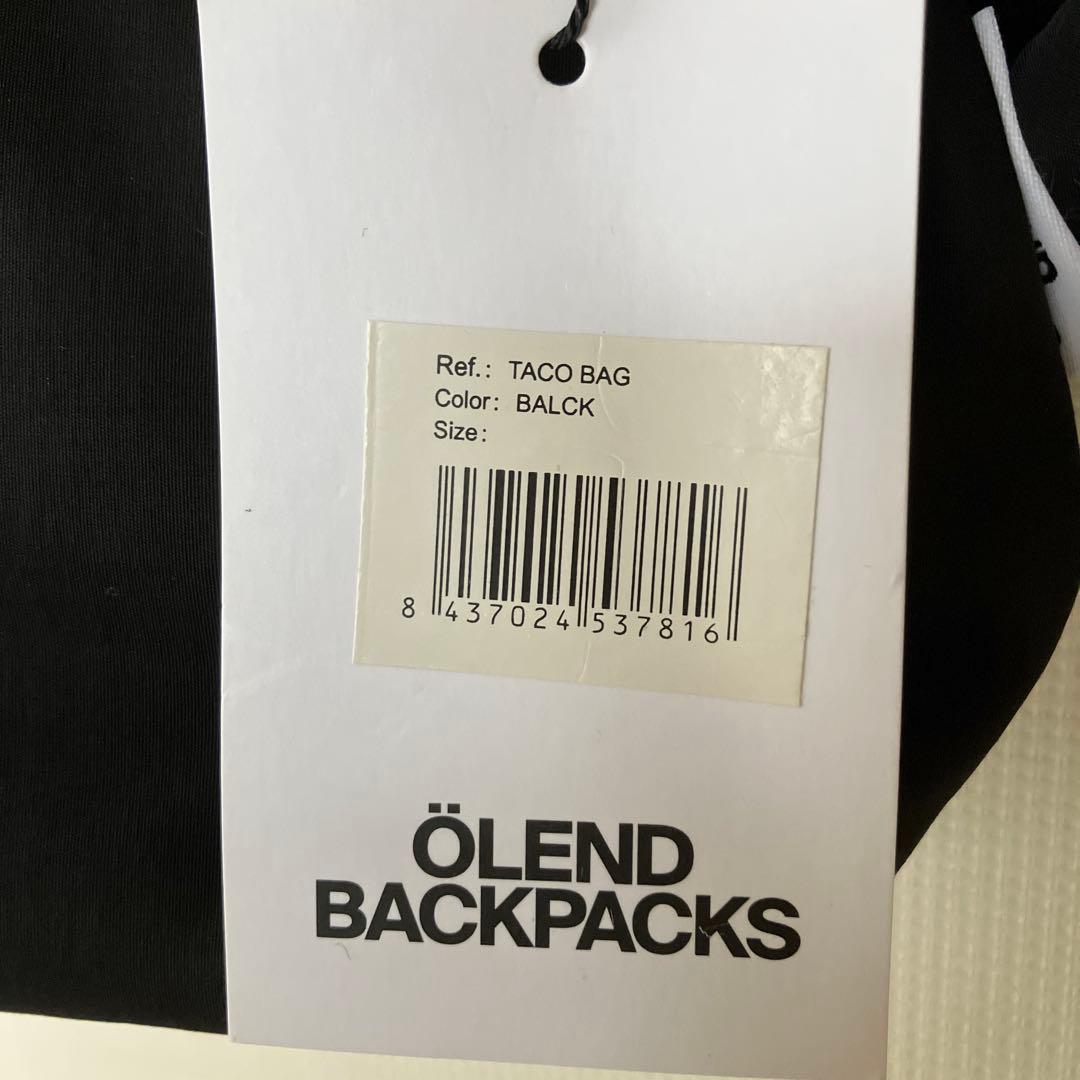 Ref.: TACO BAG
Color: BALCK
Size:
8 437024 537816
ÖLEND
BACKPACKS